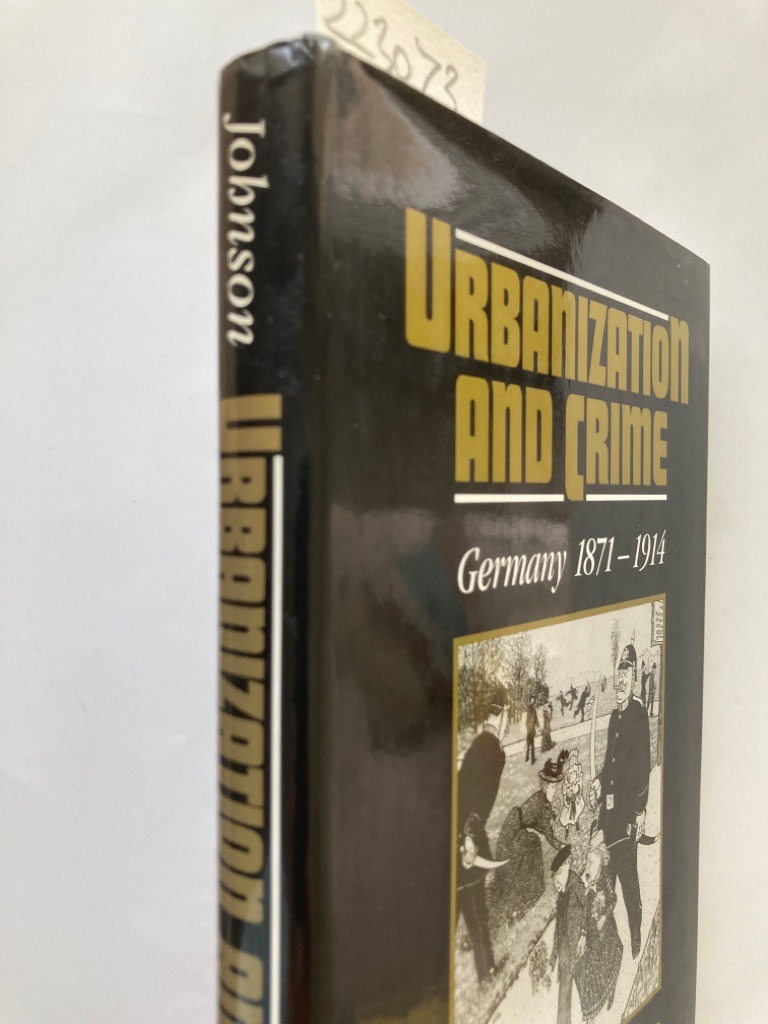 223073
Johnson
URBANIZATION
URBANIZATION
AND CRIME
Germany 1871–1914